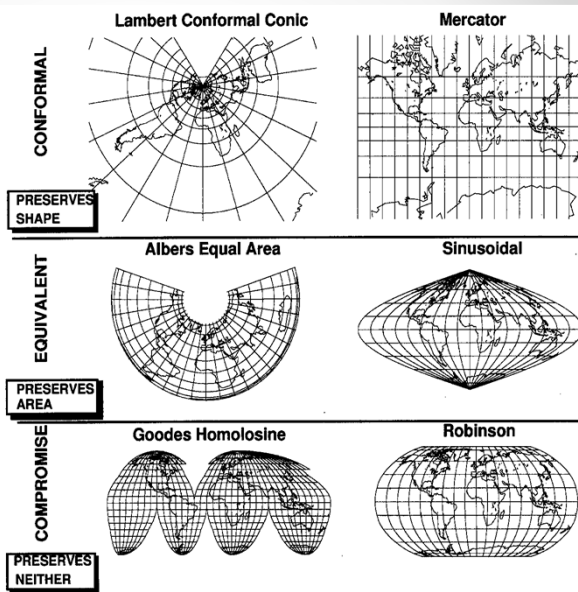 Lambert Conformal Conic
Mercator
CONFORMAL
PRESERVES
SHAPE
Albers Equal Area
Sinusoidal
EQUIVALENT
PRESERVES
AREA
Goodes Homolosine
Robinson
COMPROMISE
PRESERVES
NEITHER